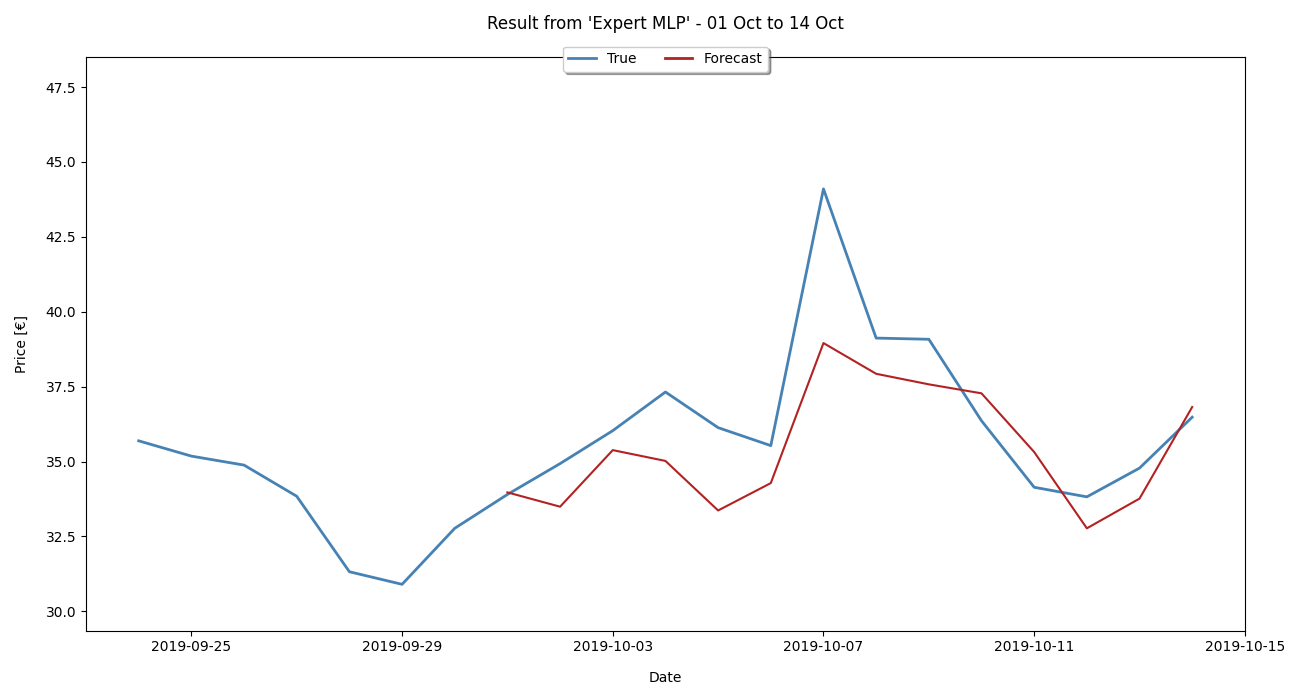 Result from 'Expert MLP' - 01 Oct to 14 Oct
True Forecast
47.5
45.0
42.5
40.0
37.5
35.0
32.5
30.0
Price [€]
2019-09-25 2019-09-29 2019-10-03 2019-10-07 2019-10-11 2019-10-15
Date